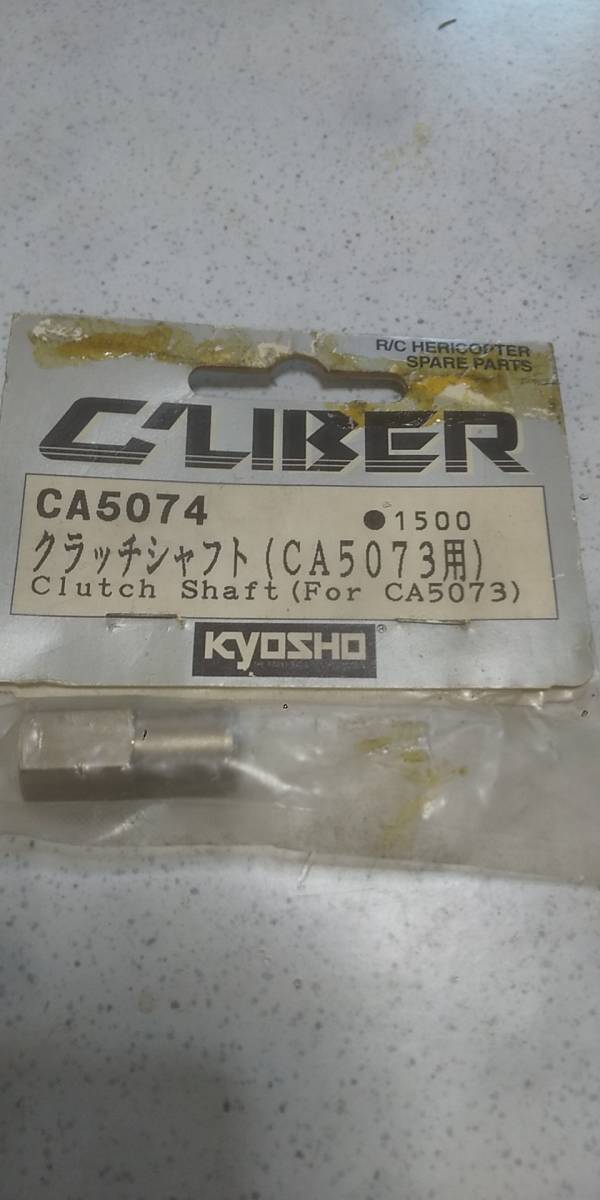 R/C HERICOPTER
SPARE PARTS
CALIBER
CA5074
●1500
クラッチシャフト(CA5073用)
Clutch Shaft(For CA5073)
KYOSHO®